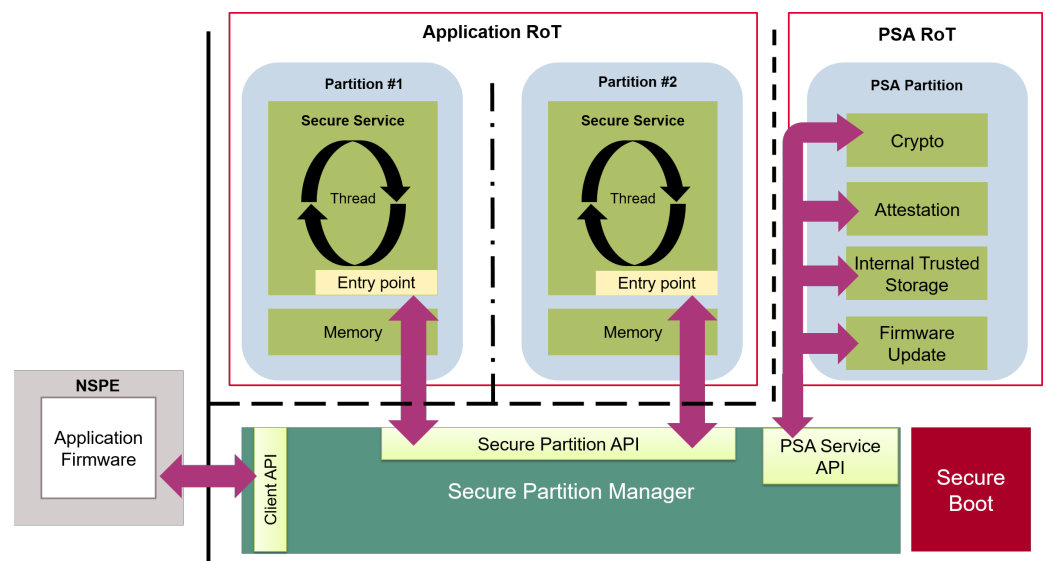 Application RoT
PSA RoT
Partition #1
Secure Service
Thread
Entry point
Memory
Partition #2
Secure Service
Thread
Entry point
Memory
PSA Partition
Crypto
Attestation
Internal Trusted
Storage
Firmware
Update
NSPE
Application
Firmware
Client API
Secure Partition API
Secure Partition Manager
PSA Service
API
Secure
Boot